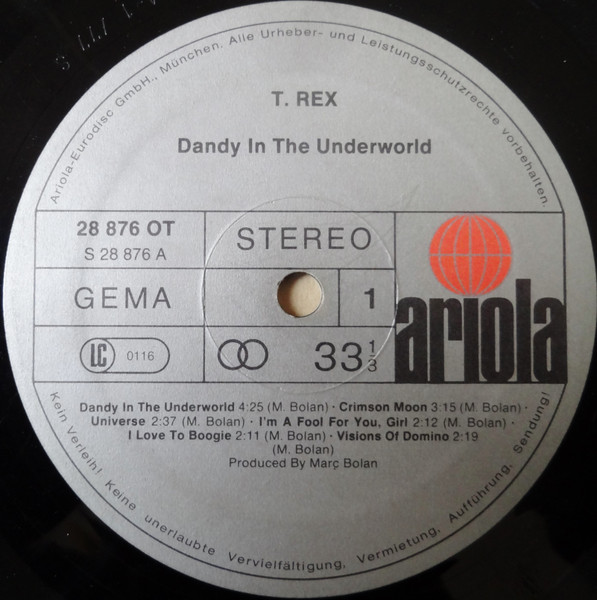 Ariola-Eurodisc GmbH., München. Alle Urheber- und Leistungsschutzrechte vorbehalten.
T. REX
Dandy In The Underworld
28 876 OT
S 28 876 A
STEREO
GEMA
1
ariola
LC 0116
33 1/3
Dandy In The Underworld 4:25 (M. Bolan) · Crimson Moon 3:15 (M. Bolan) ·
Universe 2:37 (M. Bolan) · I'm A Fool For You, Girl 2:12 (M. Bolan) ·
I Love To Boogie 2:11 (M. Bolan) · Visions Of Domino 2:19
(M. Bolan)
Produced By Marc Bolan
Kein Verleih! Keine unerlaubte Vervielfältigung, Vermietung, Aufführung, Sendung!